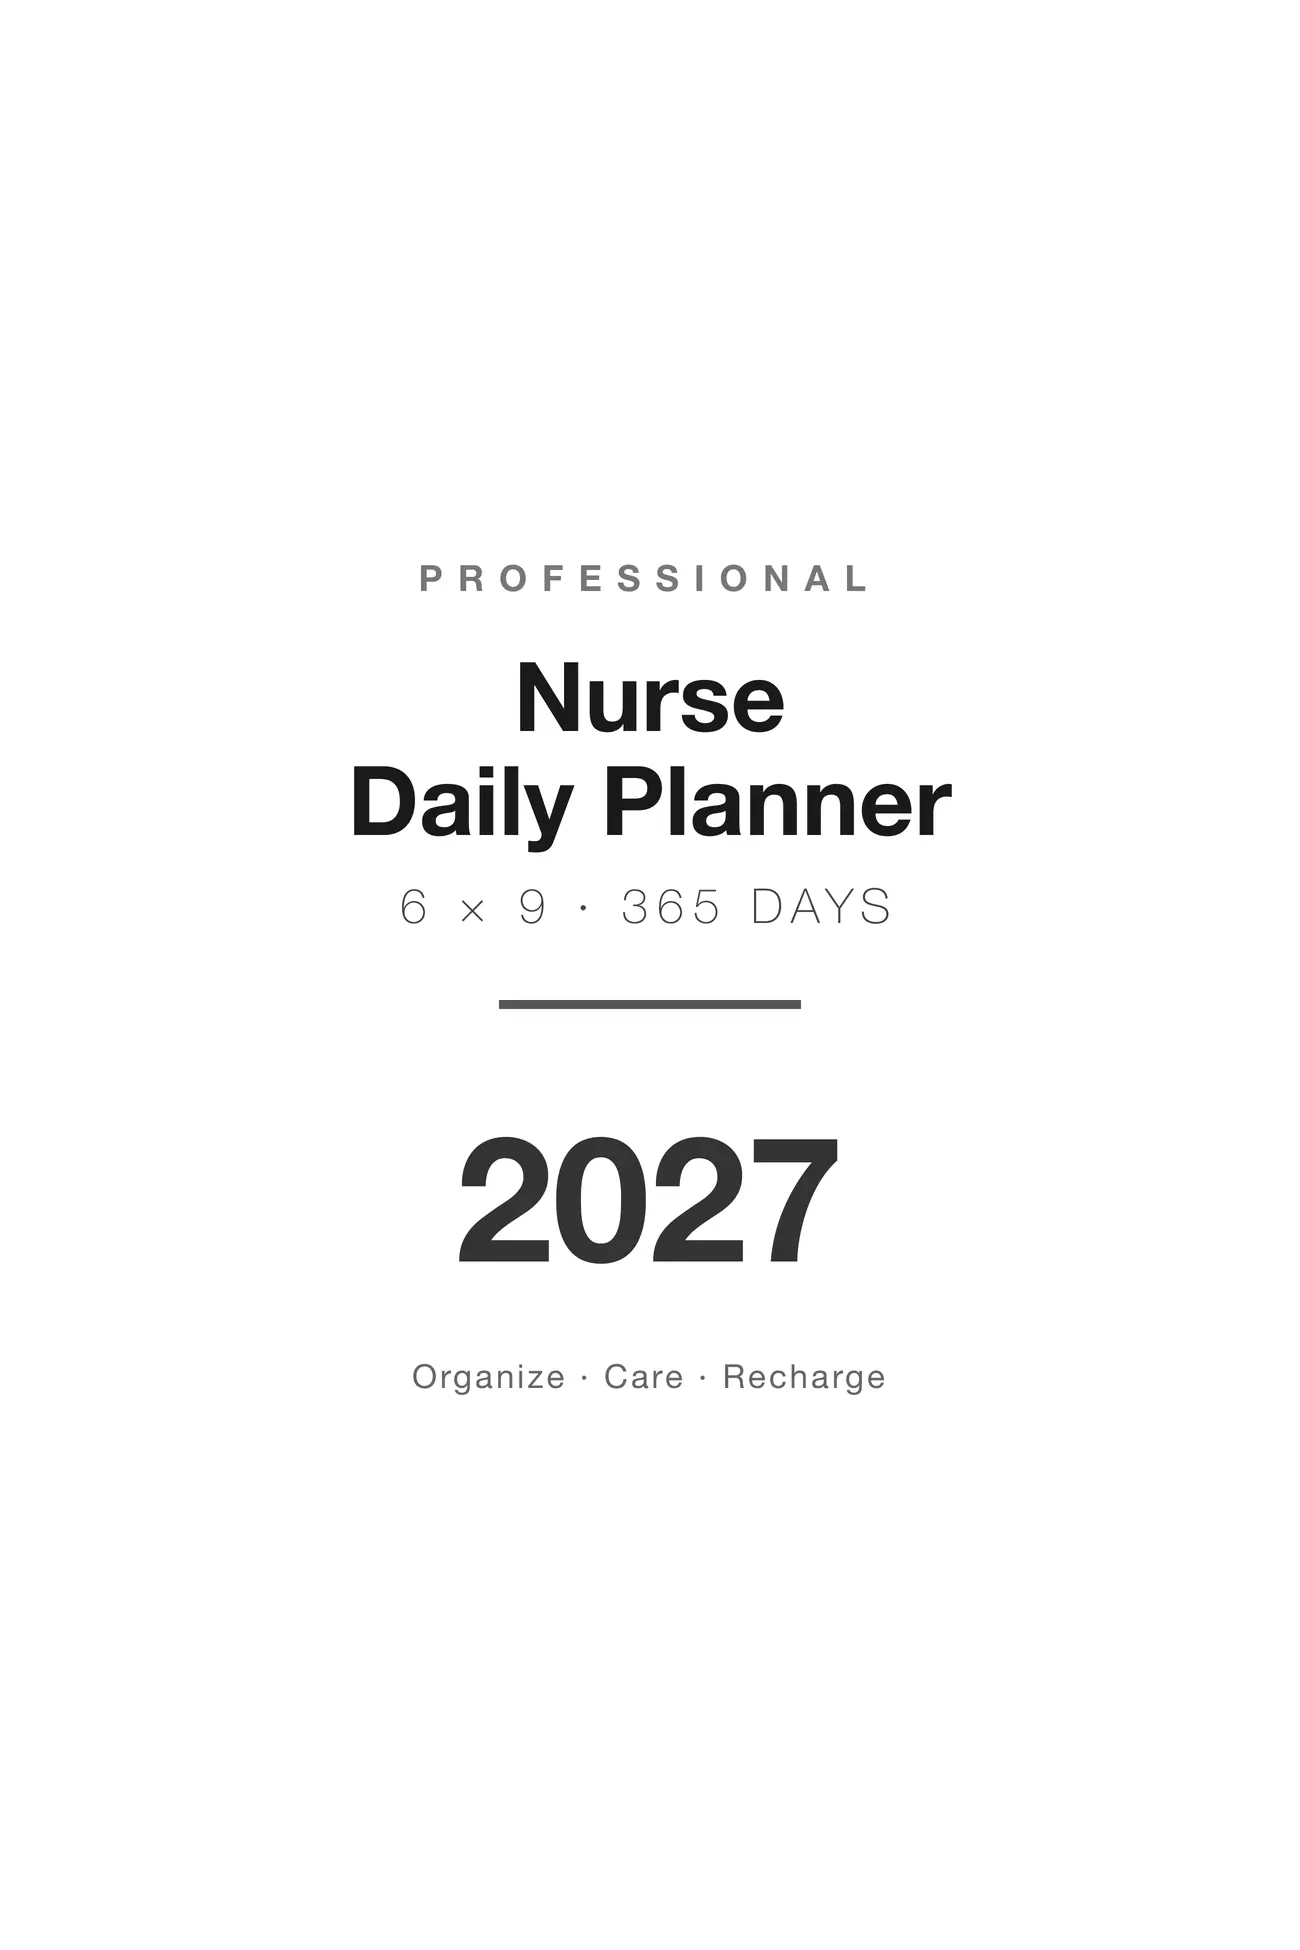 PROFESSIONAL
Nurse
Daily Planner
6 × 9 · 365 DAYS
2027
Organize · Care · Recharge